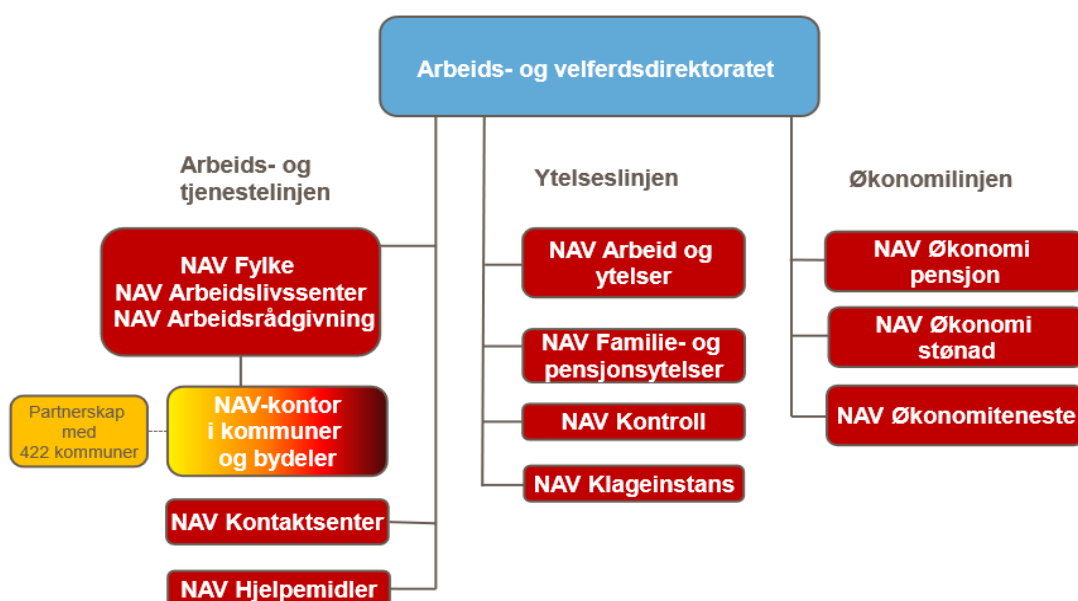 Arbeids- og velferdsdirektoratet
Arbeids- og
tjenestelinjen
NAV Fylke
NAV Arbeidslivssenter
NAV Arbeidsrådgivning
NAV-kontor
i kommuner
og bydeler
Partnerskap
med
422 kommuner
NAV Kontaktsenter
NAV Hjelpemidler
Ytelseslinjen
NAV Arbeid og
ytelser
NAV Familie- og
pensjonsytelser
NAV Kontroll
NAV Klageinstans
Økonomilinjen
NAV Økonomi
pensjon
NAV Økonomi
stønad
NAV Økonomiteneste